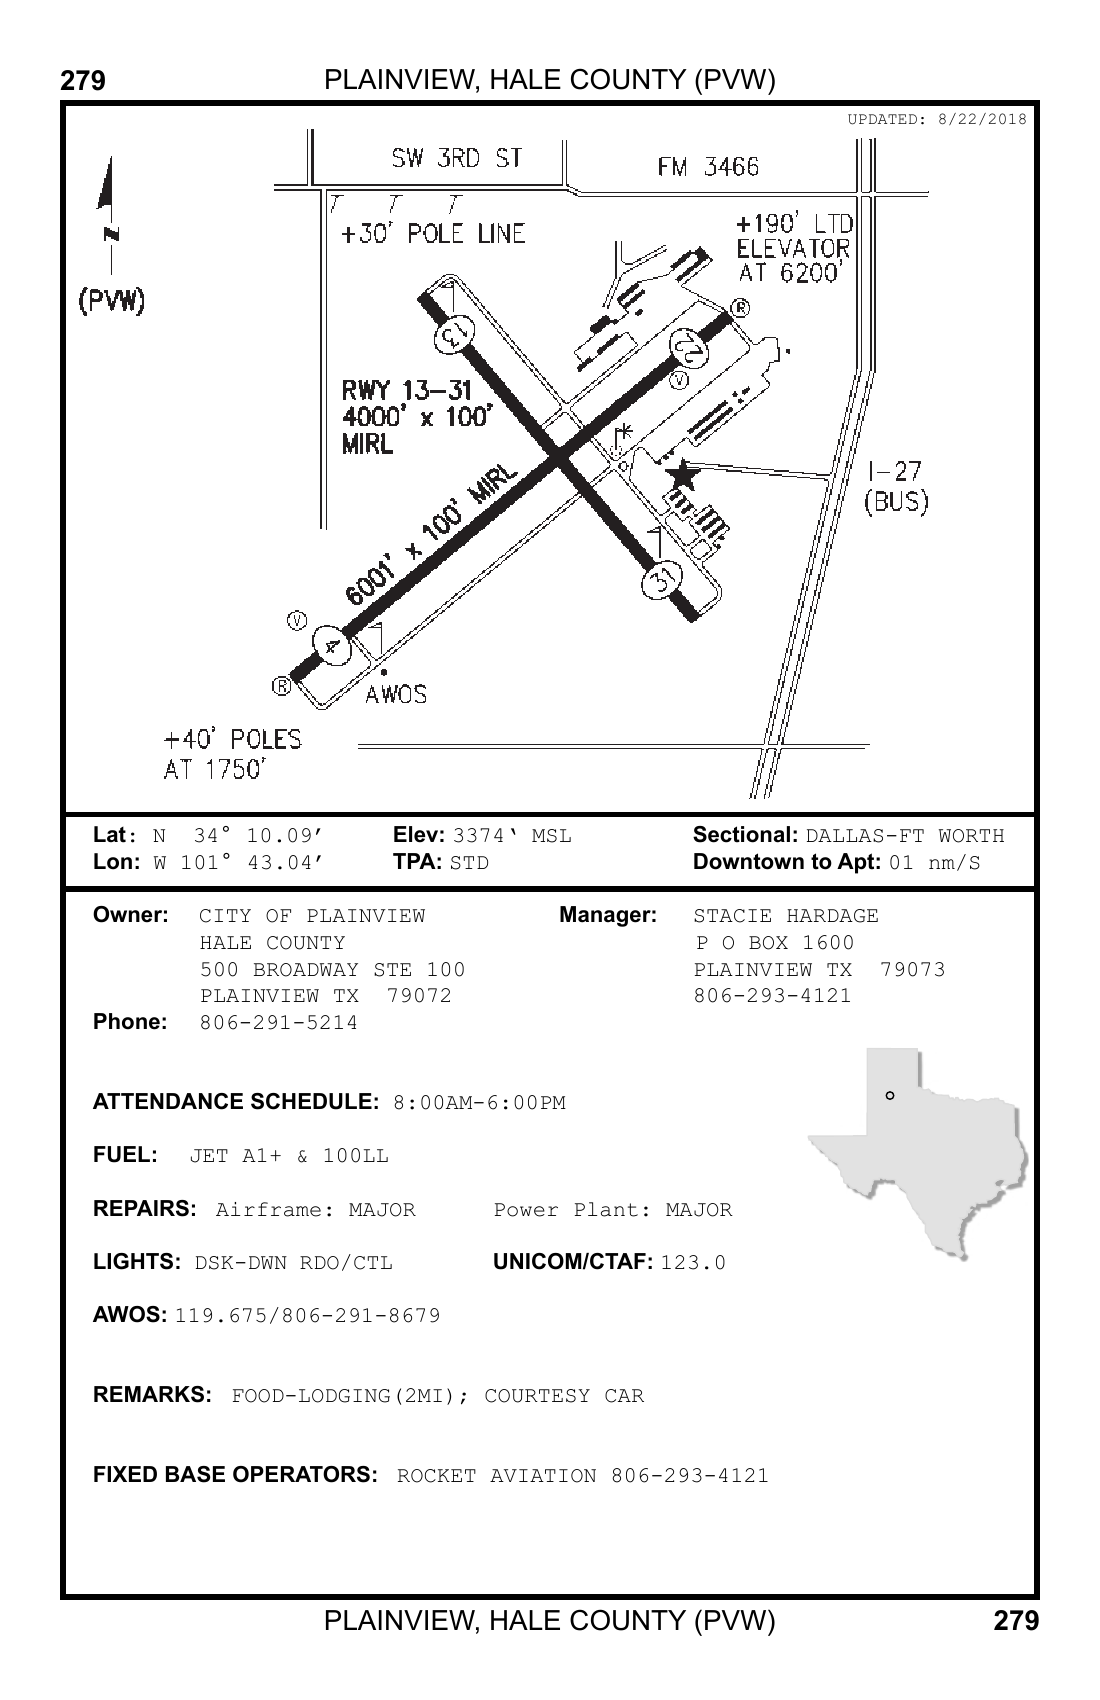 279 PLAINVIEW, HALE COUNTY (PVW)
UPDATED: 8/22/2018
SW 3RD ST
FM 3466
N
(PVW)
+30' POLE LINE
+190' LTD
ELEVATOR
AT 6200'
R
13
22
V
RWY 13-31
4000' x 100'
MIRL
6001' x 100' MIRL
I-27
(BUS)
31
V
4
R
AWOS
+40' POLES
AT 1750'
Lat: N 34° 10.09′ Elev: 3374‘ MSL Sectional: DALLAS-FT WORTH
Lon: W 101° 43.04′ TPA: STD Downtown to Apt: 01 nm/S
Owner: CITY OF PLAINVIEW Manager: STACIE HARDAGE
HALE COUNTY P O BOX 1600
500 BROADWAY STE 100 PLAINVIEW TX 79073
PLAINVIEW TX 79072 806-293-4121
Phone: 806-291-5214
ATTENDANCE SCHEDULE: 8:00AM-6:00PM
FUEL: JET A1+ & 100LL
REPAIRS: Airframe: MAJOR Power Plant: MAJOR
LIGHTS: DSK-DWN RDO/CTL UNICOM/CTAF: 123.0
AWOS: 119.675/806-291-8679
REMARKS: FOOD-LODGING(2MI); COURTESY CAR
FIXED BASE OPERATORS: ROCKET AVIATION 806-293-4121
PLAINVIEW, HALE COUNTY (PVW) 279